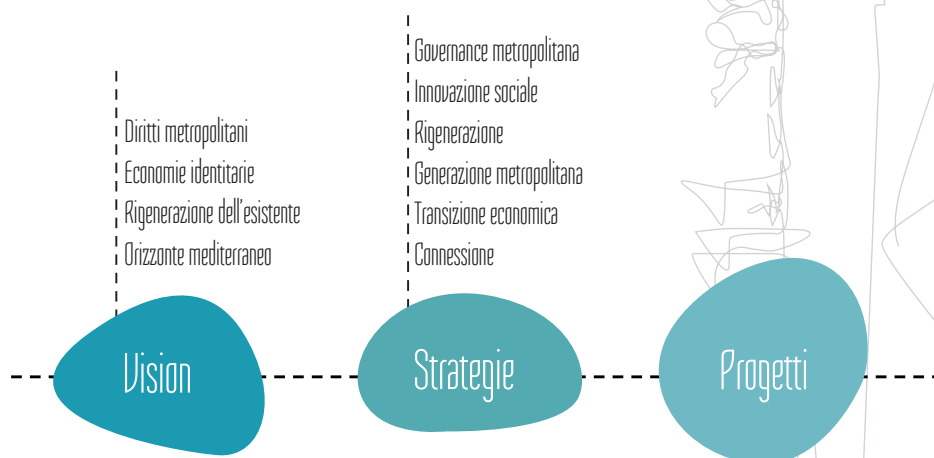 Diritti metropolitani
Economie identitarie
Rigenerazione dell'esistente
Orizzonte mediterraneo
Vision
Governance metropolitana
Innovazione sociale
Rigenerazione
Generazione metropolitana
Transizione economica
Connessione
Strategie
Progetti